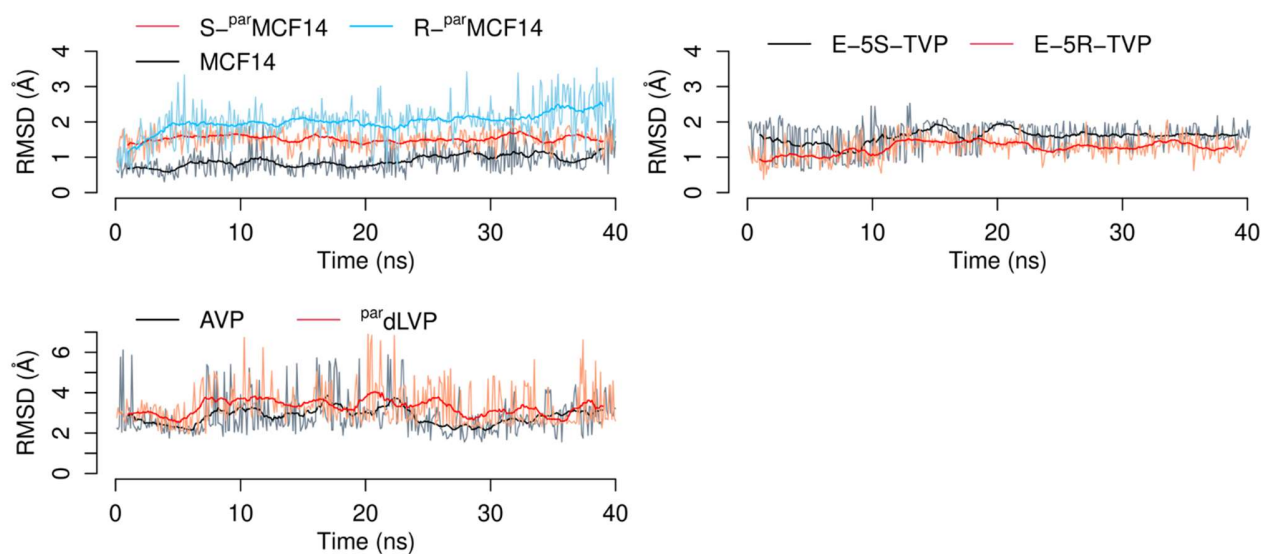 S–parMCF14 R–parMCF14
MCF14
RMSD (Å)
4
3
2
1
0
0 10 20 30 40
Time (ns)
E–5S–TVP E–5R–TVP
RMSD (Å)
4
3
2
1
0
0 10 20 30 40
Time (ns)
AVP pardLVP
RMSD (Å)
6
4
2
0
0 10 20 30 40
Time (ns)